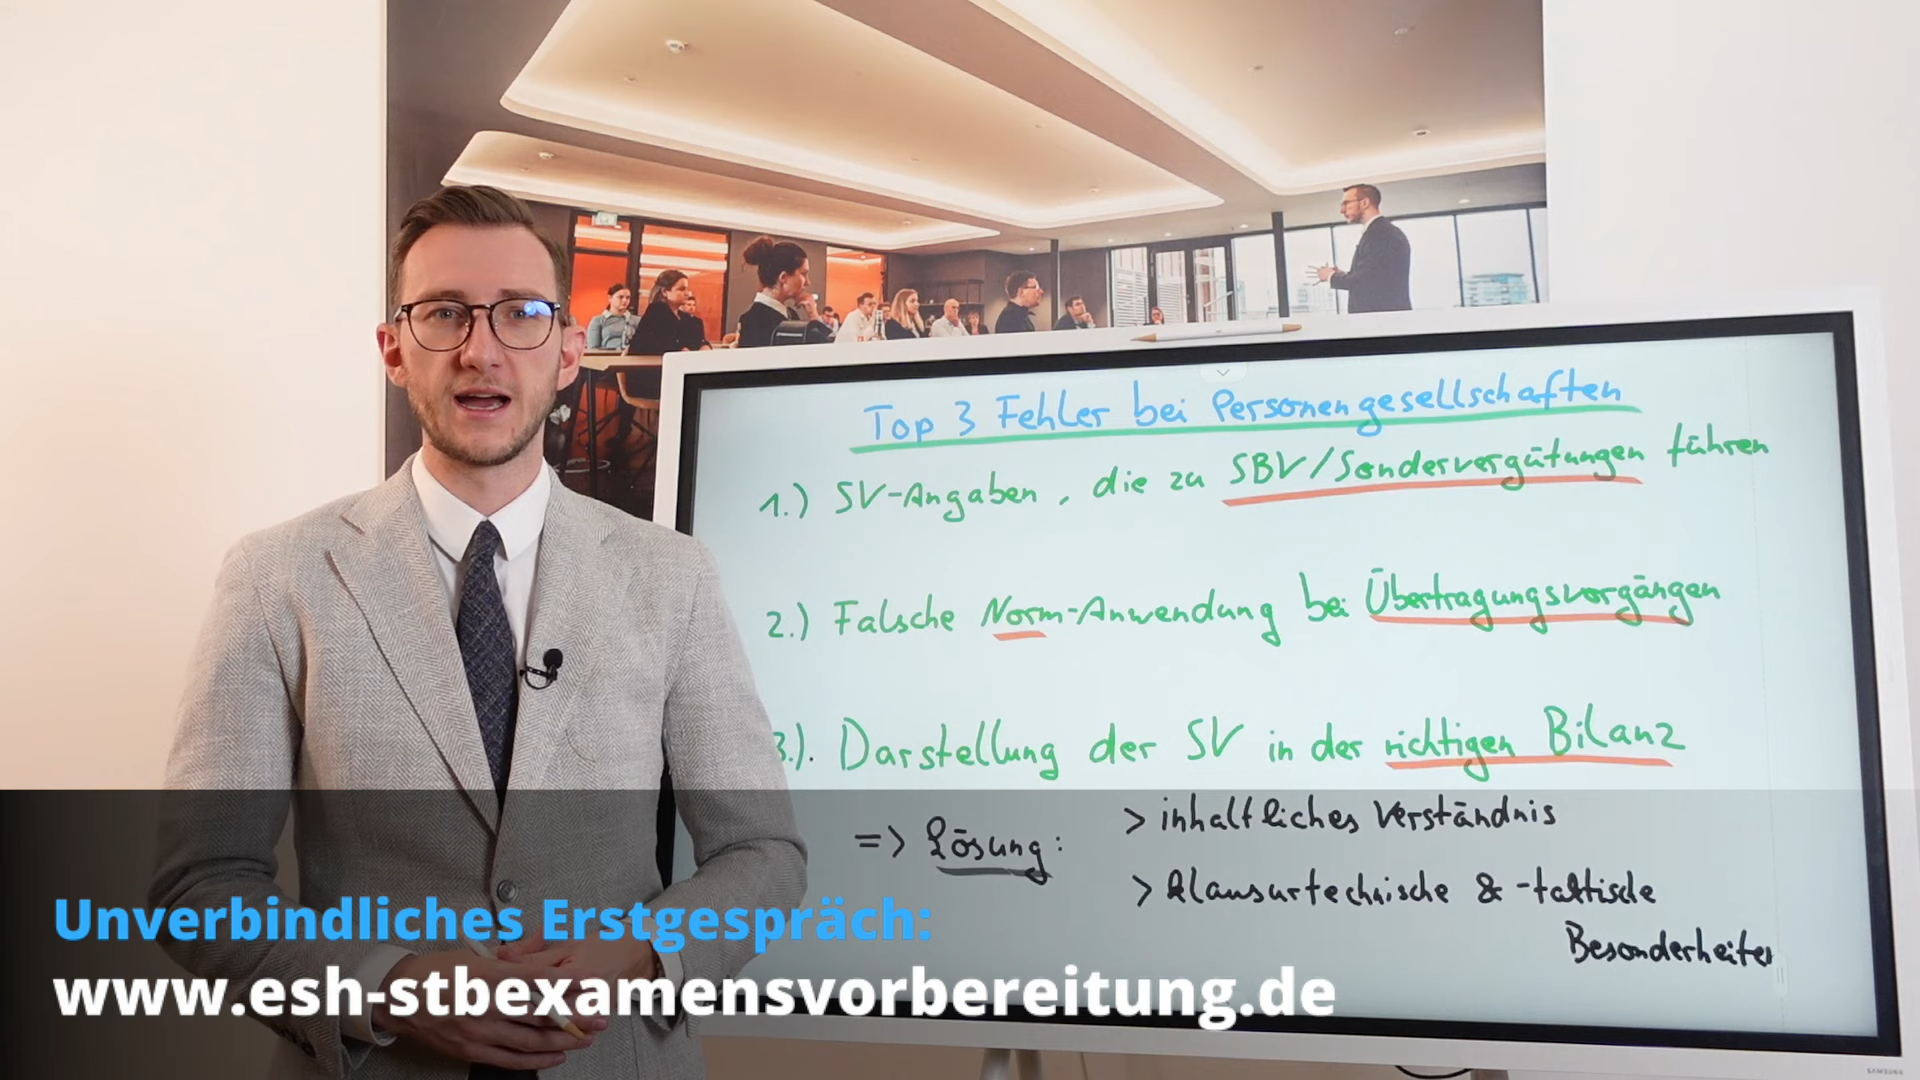 Top 3 Fehler bei Personengesellschaften
1.) SV-Angaben, die zu SBV/Sondervergütungen führen
2.) Falsche Norm-Anwendung bei Übertragungsvorgängen
3.). Darstellung der SV in der richtigen Bilanz
=> Lösung:
> inhaltliches Verständnis
> klausurtechnische & -taktische
Besonderheiten
Unverbindliches Erstgespräch:
www.esh-stbexamensvorbereitung.de
SAMSUNG